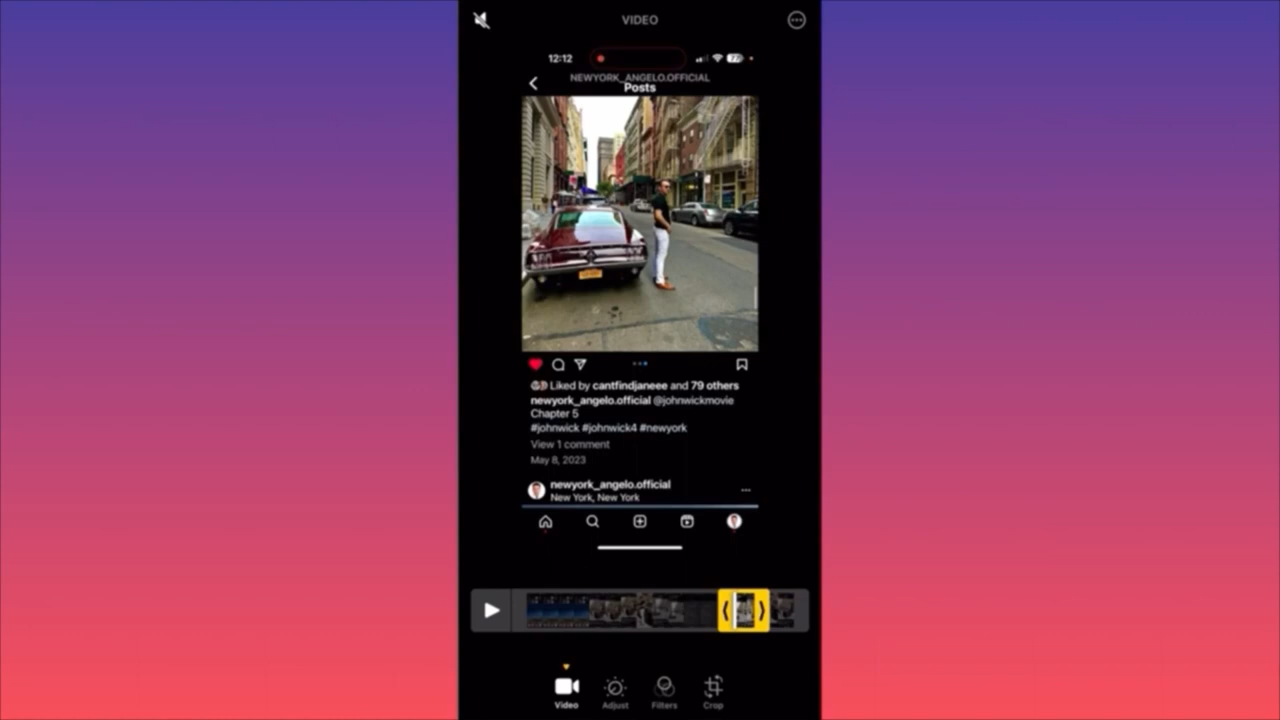 VIDEO
12:12
77
NEWYORK_ANGELO.OFFICIAL
Posts
Liked by cantfindjaneee and 79 others
newyork_angelo.official @johnwickmovie
Chapter 5
#johnwick #johnwick4 #newyork
View 1 comment
May 8, 2023
newyork_angelo.official
New York, New York
Video Adjust Filters Crop